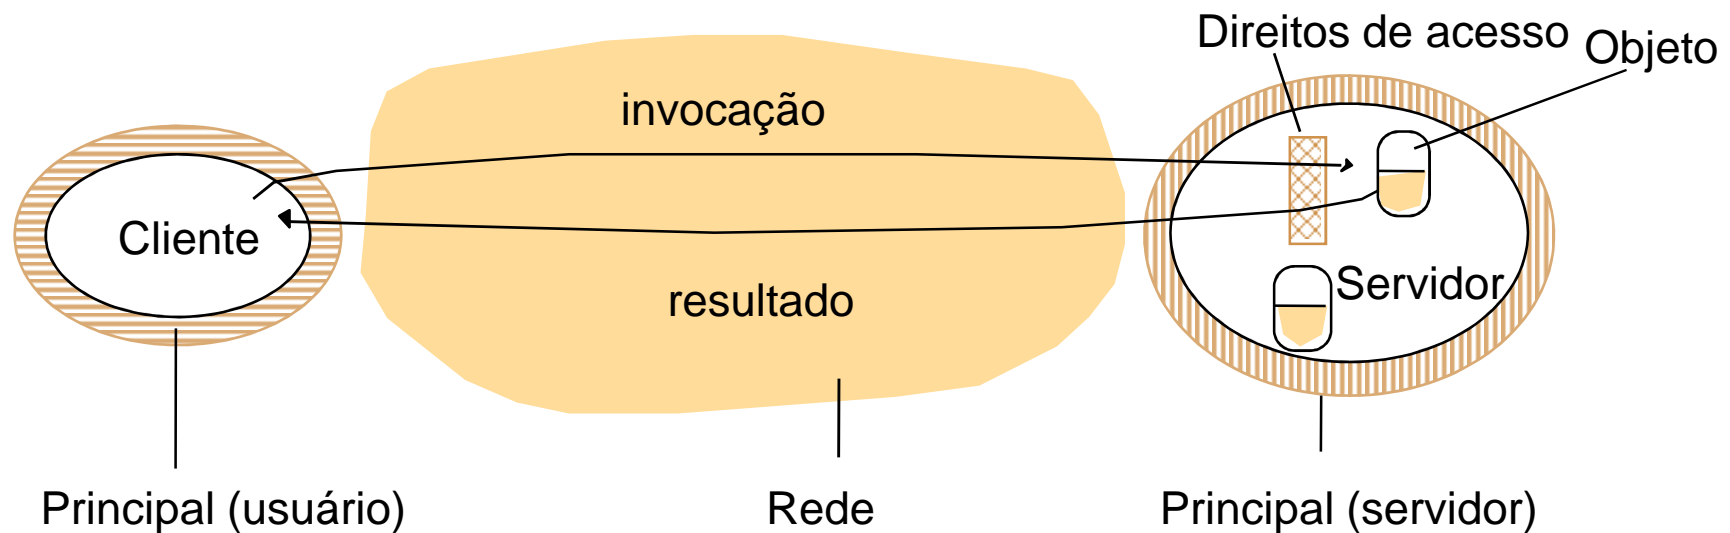 Direitos de acesso
Objeto
invocação
Cliente
Servidor
resultado
Principal (usuário)
Rede
Principal (servidor)